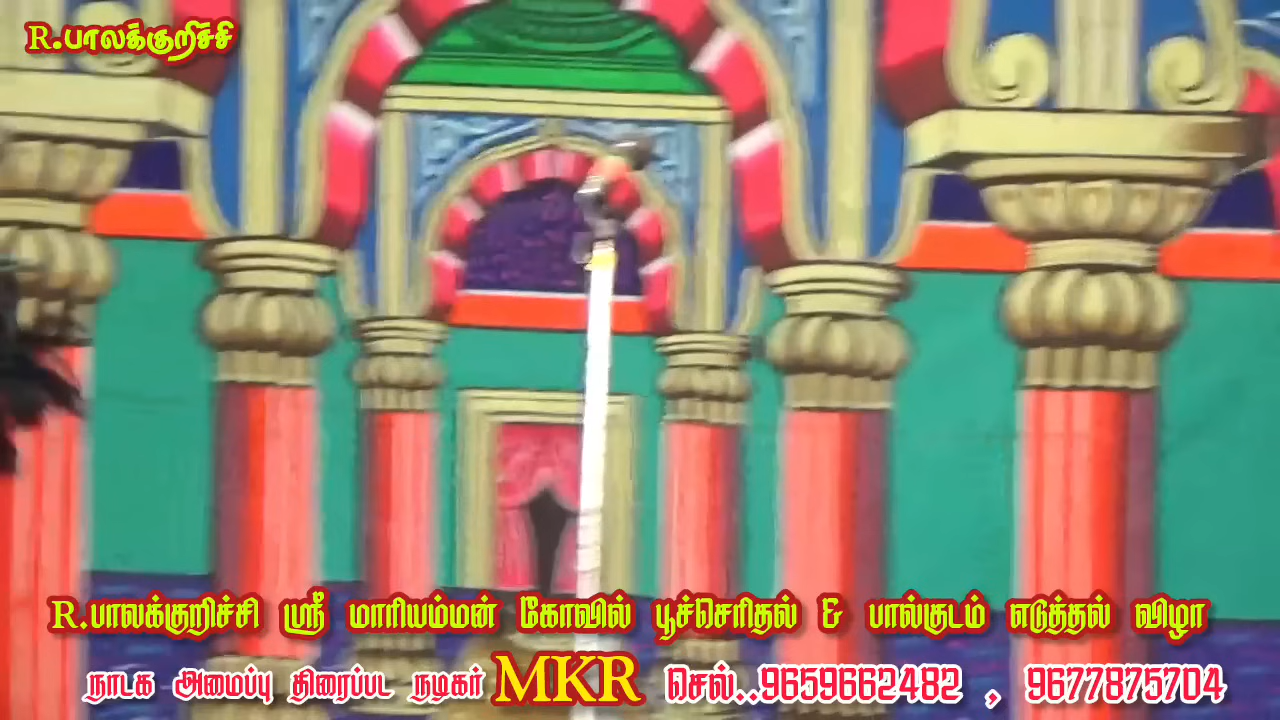 R.பாலக்குறிச்சி
R.பாலக்குறிச்சி ஸ்ரீ மாரியம்மன் கோவில் பூச்சொரிதல் & பால்குடம் எடுத்தல் விழா
நாடக அமைப்பு திரைப்பட நடிகர் MKR செல்..9659662482 , 9677875704